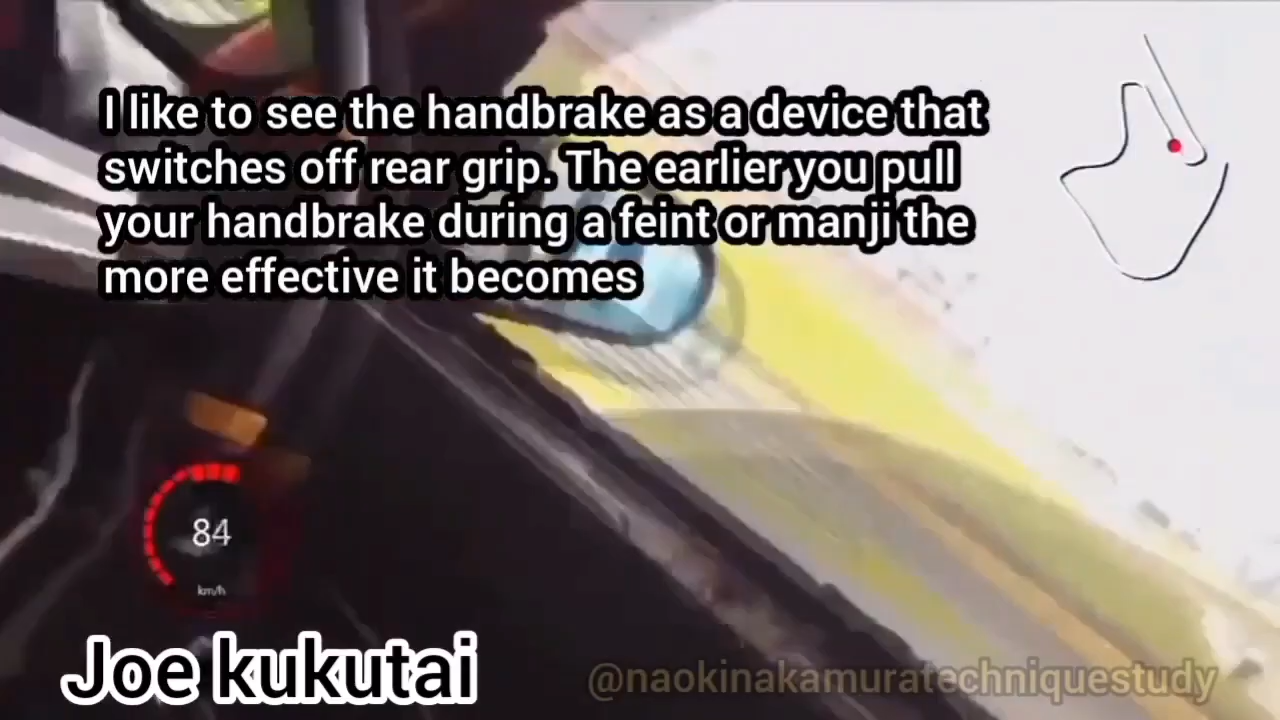 I like to see the handbrake as a device that
switches off rear grip. The earlier you pull
your handbrake during a feint or manji the
more effective it becomes
84
km/h
Joe kukutai
@naokinakamuratechniquestudy